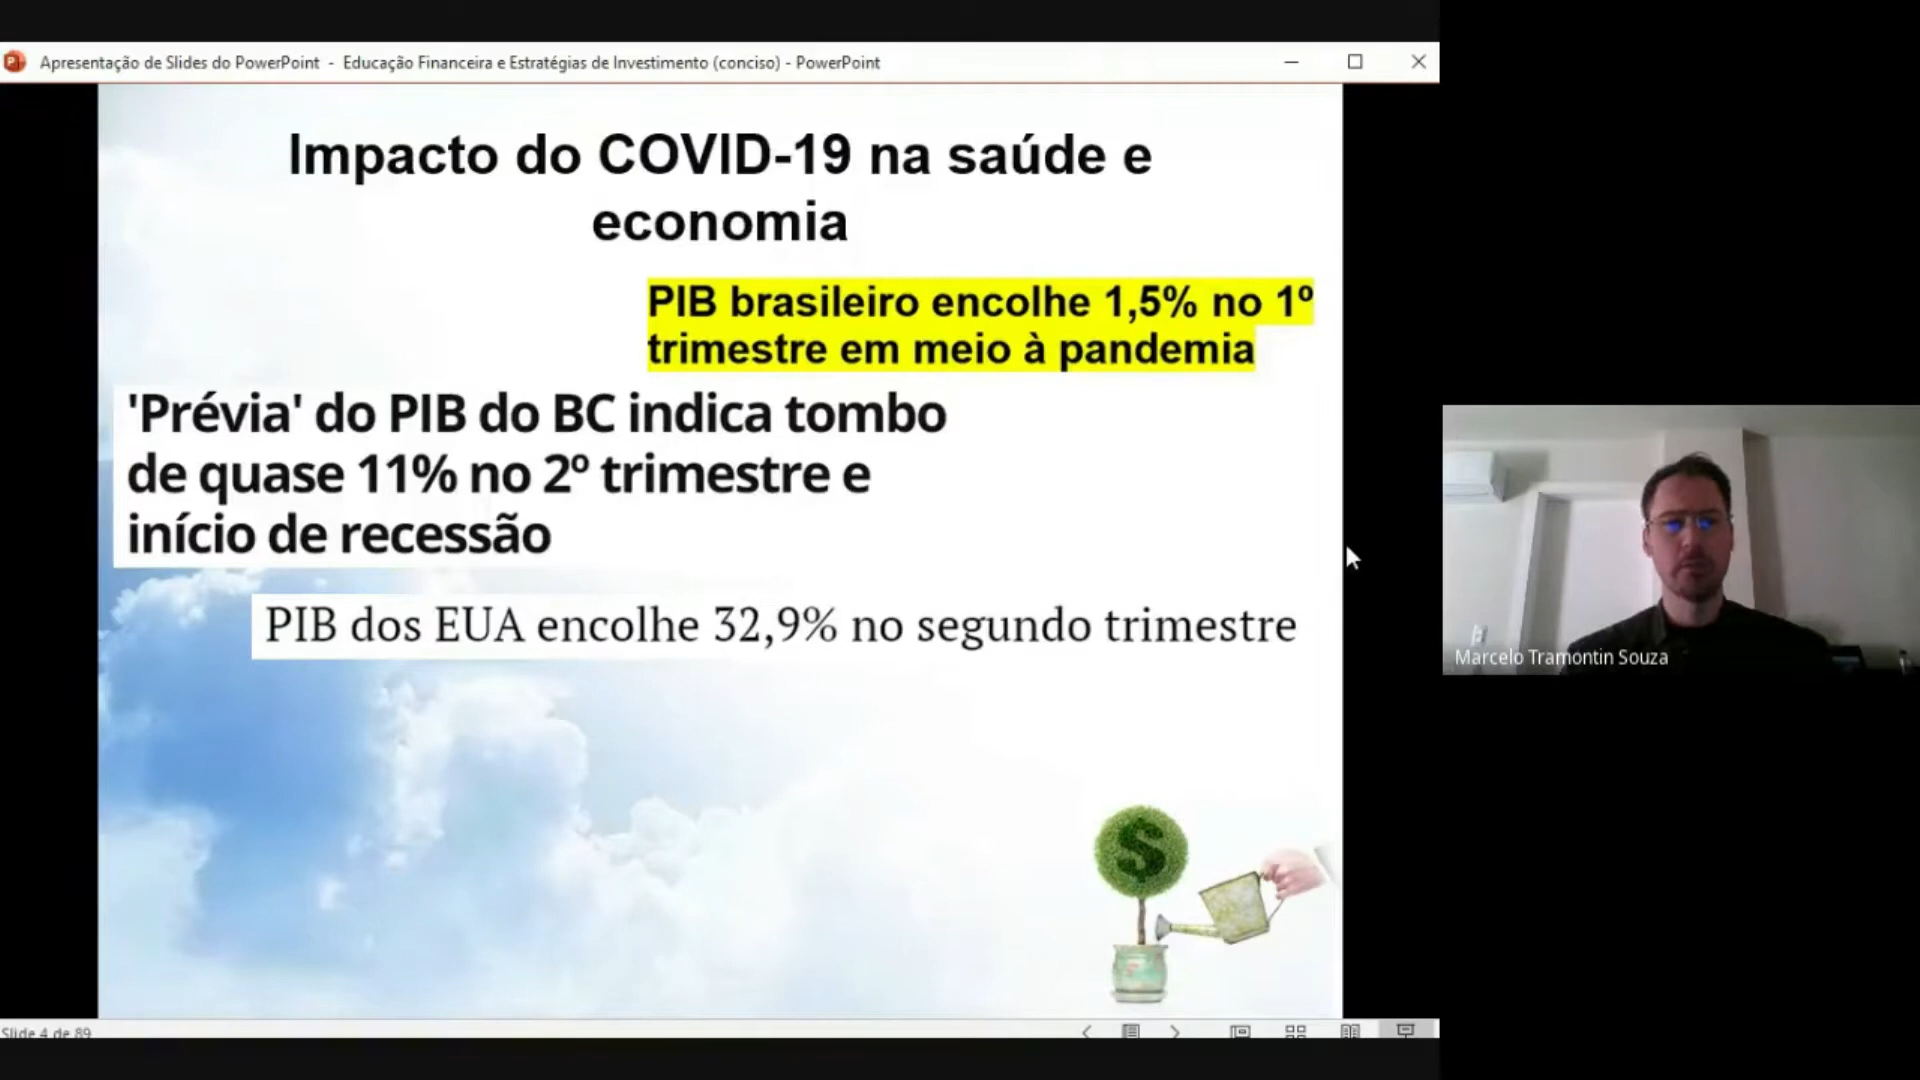 Apresentação de Slides do PowerPoint - Educação Financeira e Estratégias de Investimento (conciso) - PowerPoint
Impacto do COVID-19 na saúde e
economia
PIB brasileiro encolhe 1,5% no 1º
trimestre em meio à pandemia
'Prévia' do PIB do BC indica tombo
de quase 11% no 2º trimestre e
início de recessão
PIB dos EUA encolhe 32,9% no segundo trimestre
$
Marcelo Tramontin Souza
Slide 4 de 89